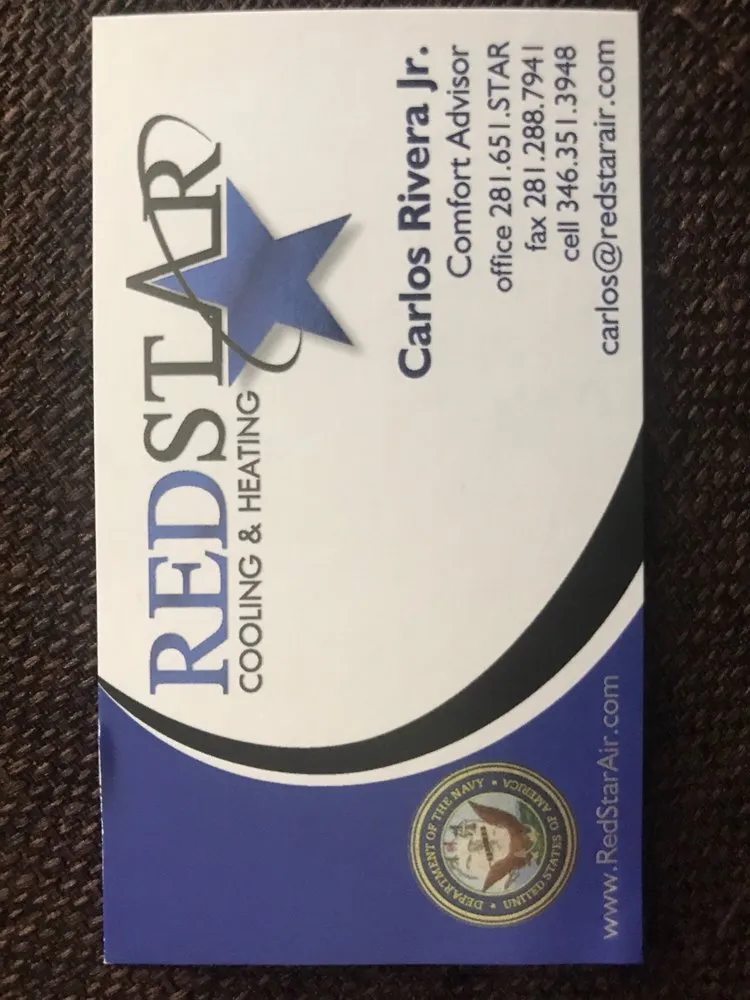 REDSTAR
COOLING & HEATING
Carlos Rivera Jr.
Comfort Advisor
office 281.651.STAR
fax 281.288.7941
cell 346.351.3948
carlos@redstarair.com
DEPARTMENT OF THE NAVY
UNITED STATES OF AMERICA
www.RedStarAir.com